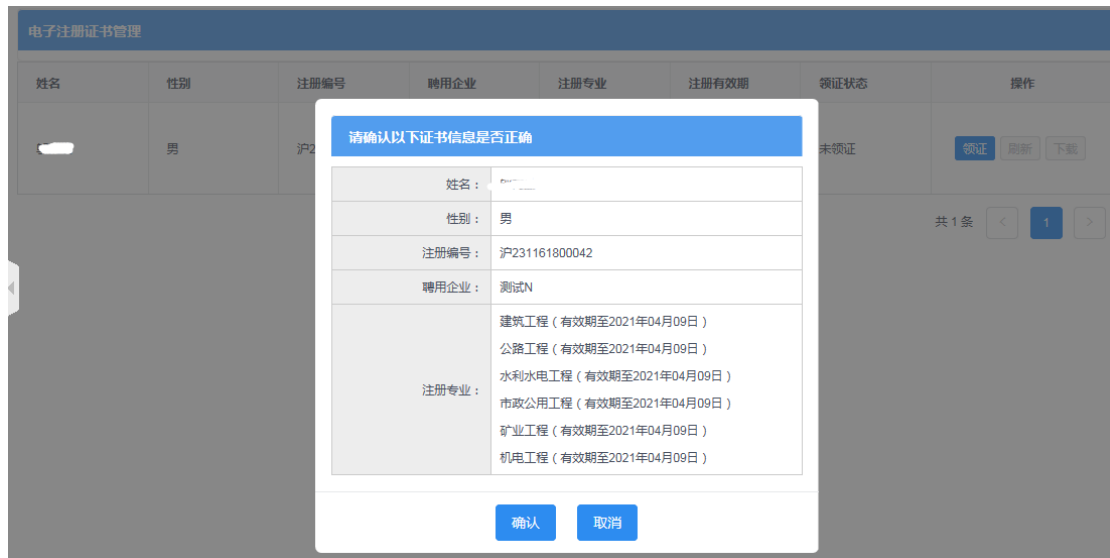 电子注册证书管理
姓名 性别 注册编号 聘用企业 注册专业 注册有效期 领证状态 操作
男 沪2 未领证 领证 刷新 下载
共 1 条 < 1 >
请确认以下证书信息是否正确
姓名：
性别： 男
注册编号： 沪231161800042
聘用企业： 测试N
注册专业：
建筑工程（有效期至2021年04月09日）
公路工程（有效期至2021年04月09日）
水利水电工程（有效期至2021年04月09日）
市政公用工程（有效期至2021年04月09日）
矿业工程（有效期至2021年04月09日）
机电工程（有效期至2021年04月09日）
确认 取消